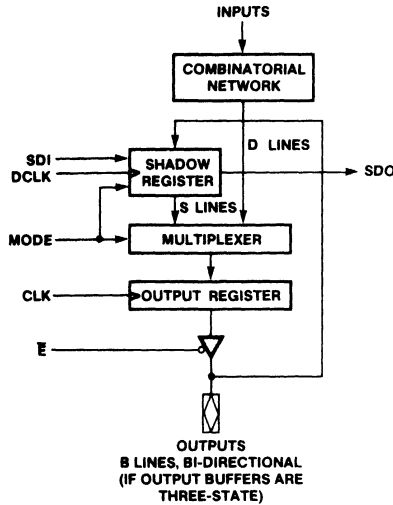 INPUTS
COMBINATORIAL
NETWORK
D LINES
SDI
DCLK
SHADOW
REGISTER
SDO
S LINES
MODE
MULTIPLEXER
CLK
OUTPUT REGISTER
E̅
OUTPUTS
B LINES, BI-DIRECTIONAL
(IF OUTPUT BUFFERS ARE
THREE-STATE)